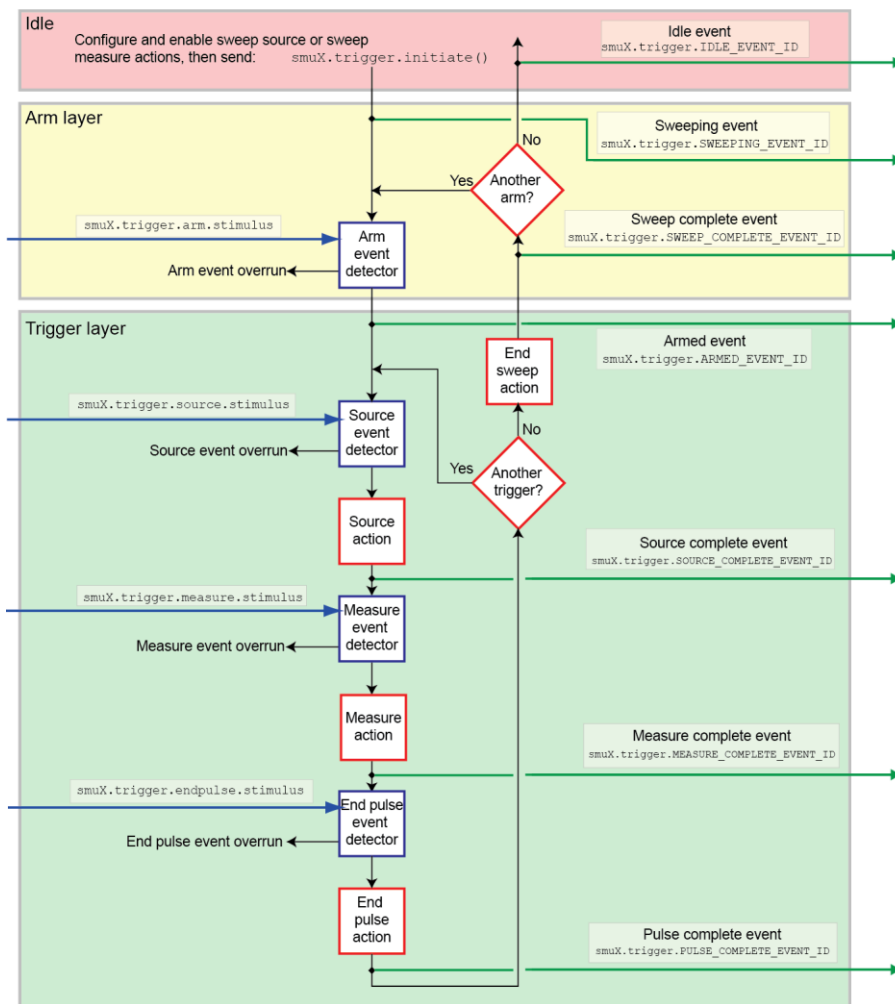 Idle
Configure and enable sweep source or sweep
measure actions, then send: smuX.trigger.initiate()
Idle event
smuX.trigger.IDLE_EVENT_ID
Arm layer
Sweeping event
smuX.trigger.SWEEPING_EVENT_ID
No
Yes
Another
arm?
smuX.trigger.arm.stimulus
Arm
event
detector
Arm event overrun
Sweep complete event
smuX.trigger.SWEEP_COMPLETE_EVENT_ID
Trigger layer
Armed event
smuX.trigger.ARMED_EVENT_ID
End
sweep
action
smuX.trigger.source.stimulus
Source
event
detector
Source event overrun
No
Yes
Another
trigger?
Source
action
Source complete event
smuX.trigger.SOURCE_COMPLETE_EVENT_ID
smuX.trigger.measure.stimulus
Measure
event
detector
Measure event overrun
Measure
action
Measure complete event
smuX.trigger.MEASURE_COMPLETE_EVENT_ID
smuX.trigger.endpulse.stimulus
End pulse
event
detector
End pulse event overrun
End
pulse
action
Pulse complete event
smuX.trigger.PULSE_COMPLETE_EVENT_ID